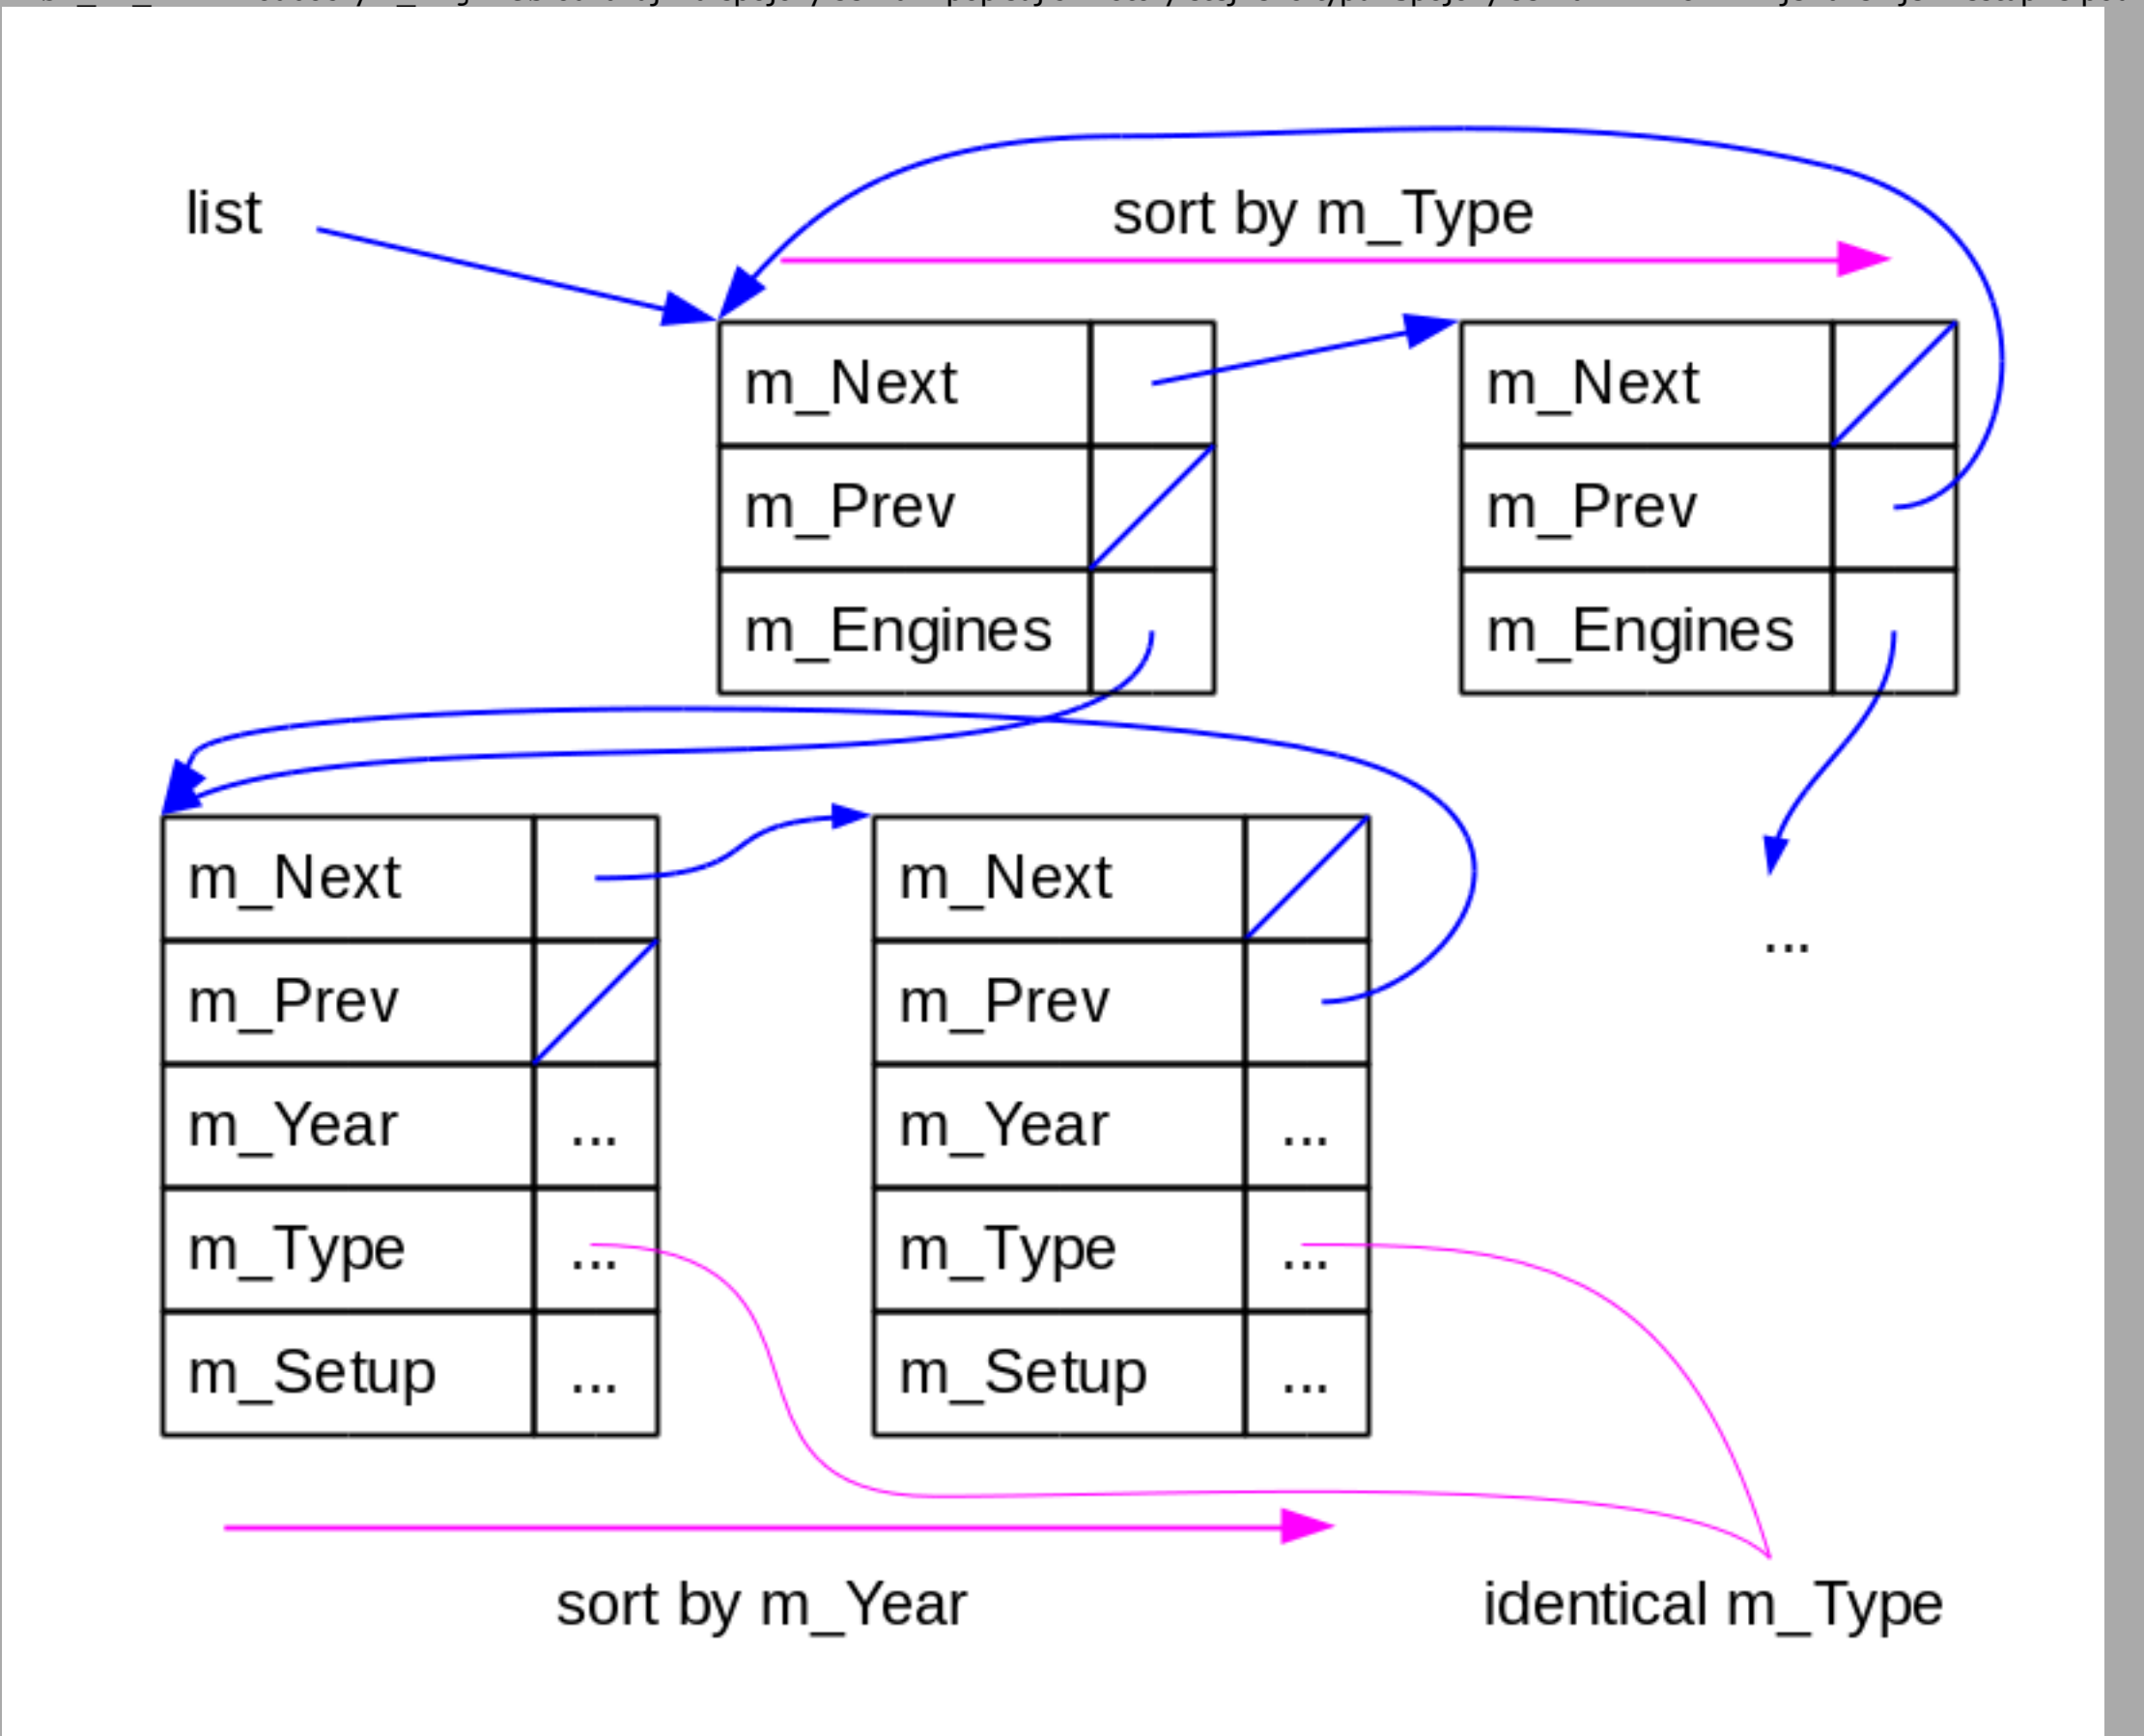 list
sort by m_Type
m_Next
m_Next
m_Prev
m_Prev
m_Engines
m_Engines
m_Next
m_Next
...
m_Prev
m_Prev
m_Year ...
m_Year ...
m_Type ...
m_Type ...
m_Setup ...
m_Setup ...
sort by m_Year
identical m_Type